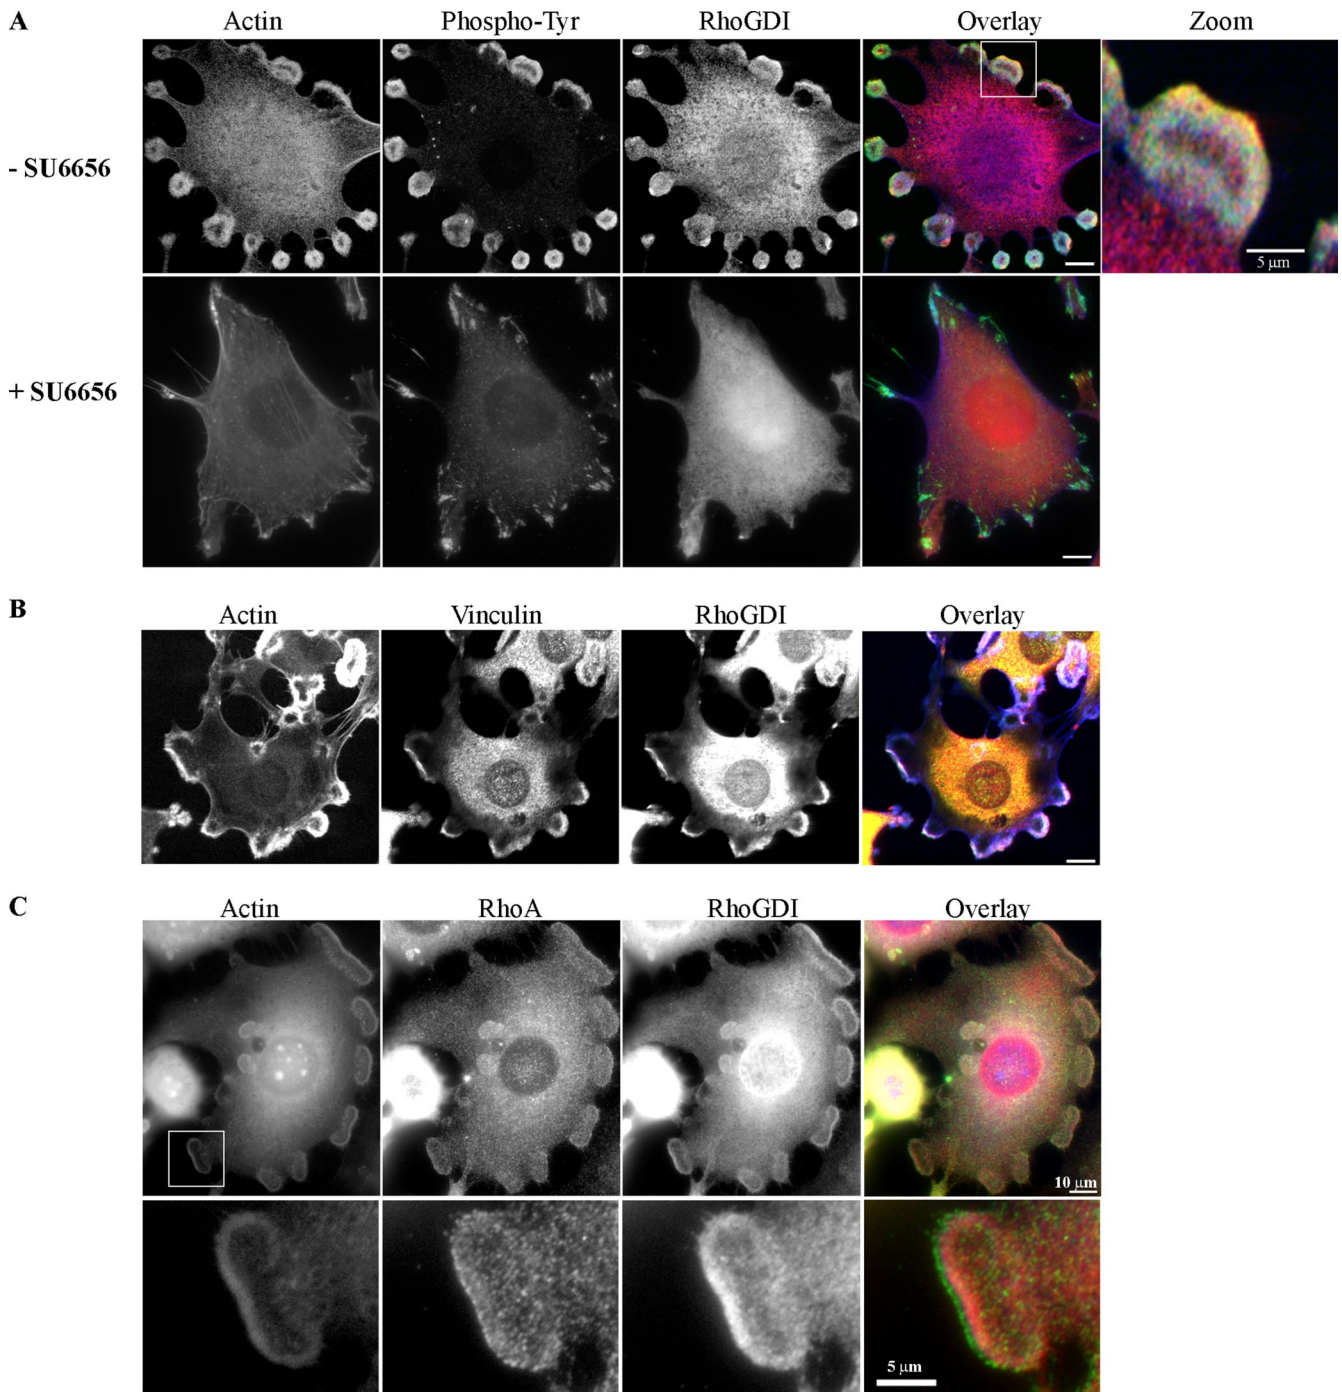 A
Actin Phospho-Tyr RhoGDI Overlay Zoom
- SU6656
5 μm
+ SU6656
B
Actin Vinculin RhoGDI Overlay
C
Actin RhoA RhoGDI Overlay
10 μm
5 μm